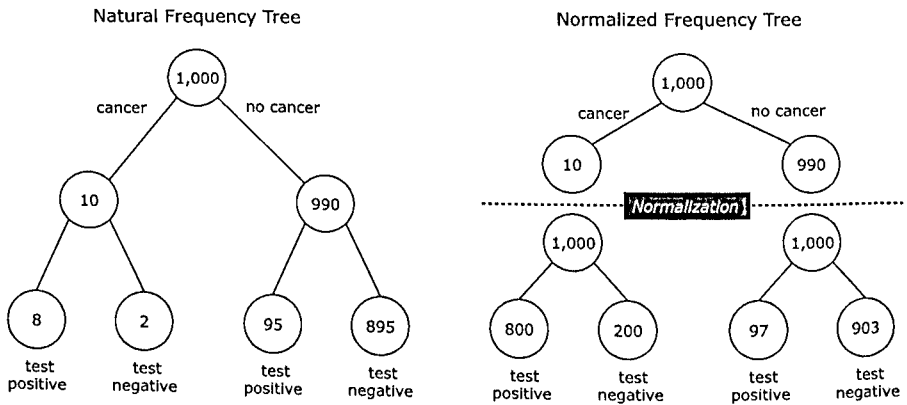 Natural Frequency Tree
1,000
cancer
no cancer
10
990
8
2
95
895
test
positive
test
negative
test
positive
test
negative
Normalized Frequency Tree
1,000
cancer
no cancer
10
990
Normalization
1,000
1,000
800
200
97
903
test
positive
test
negative
test
positive
test
negative